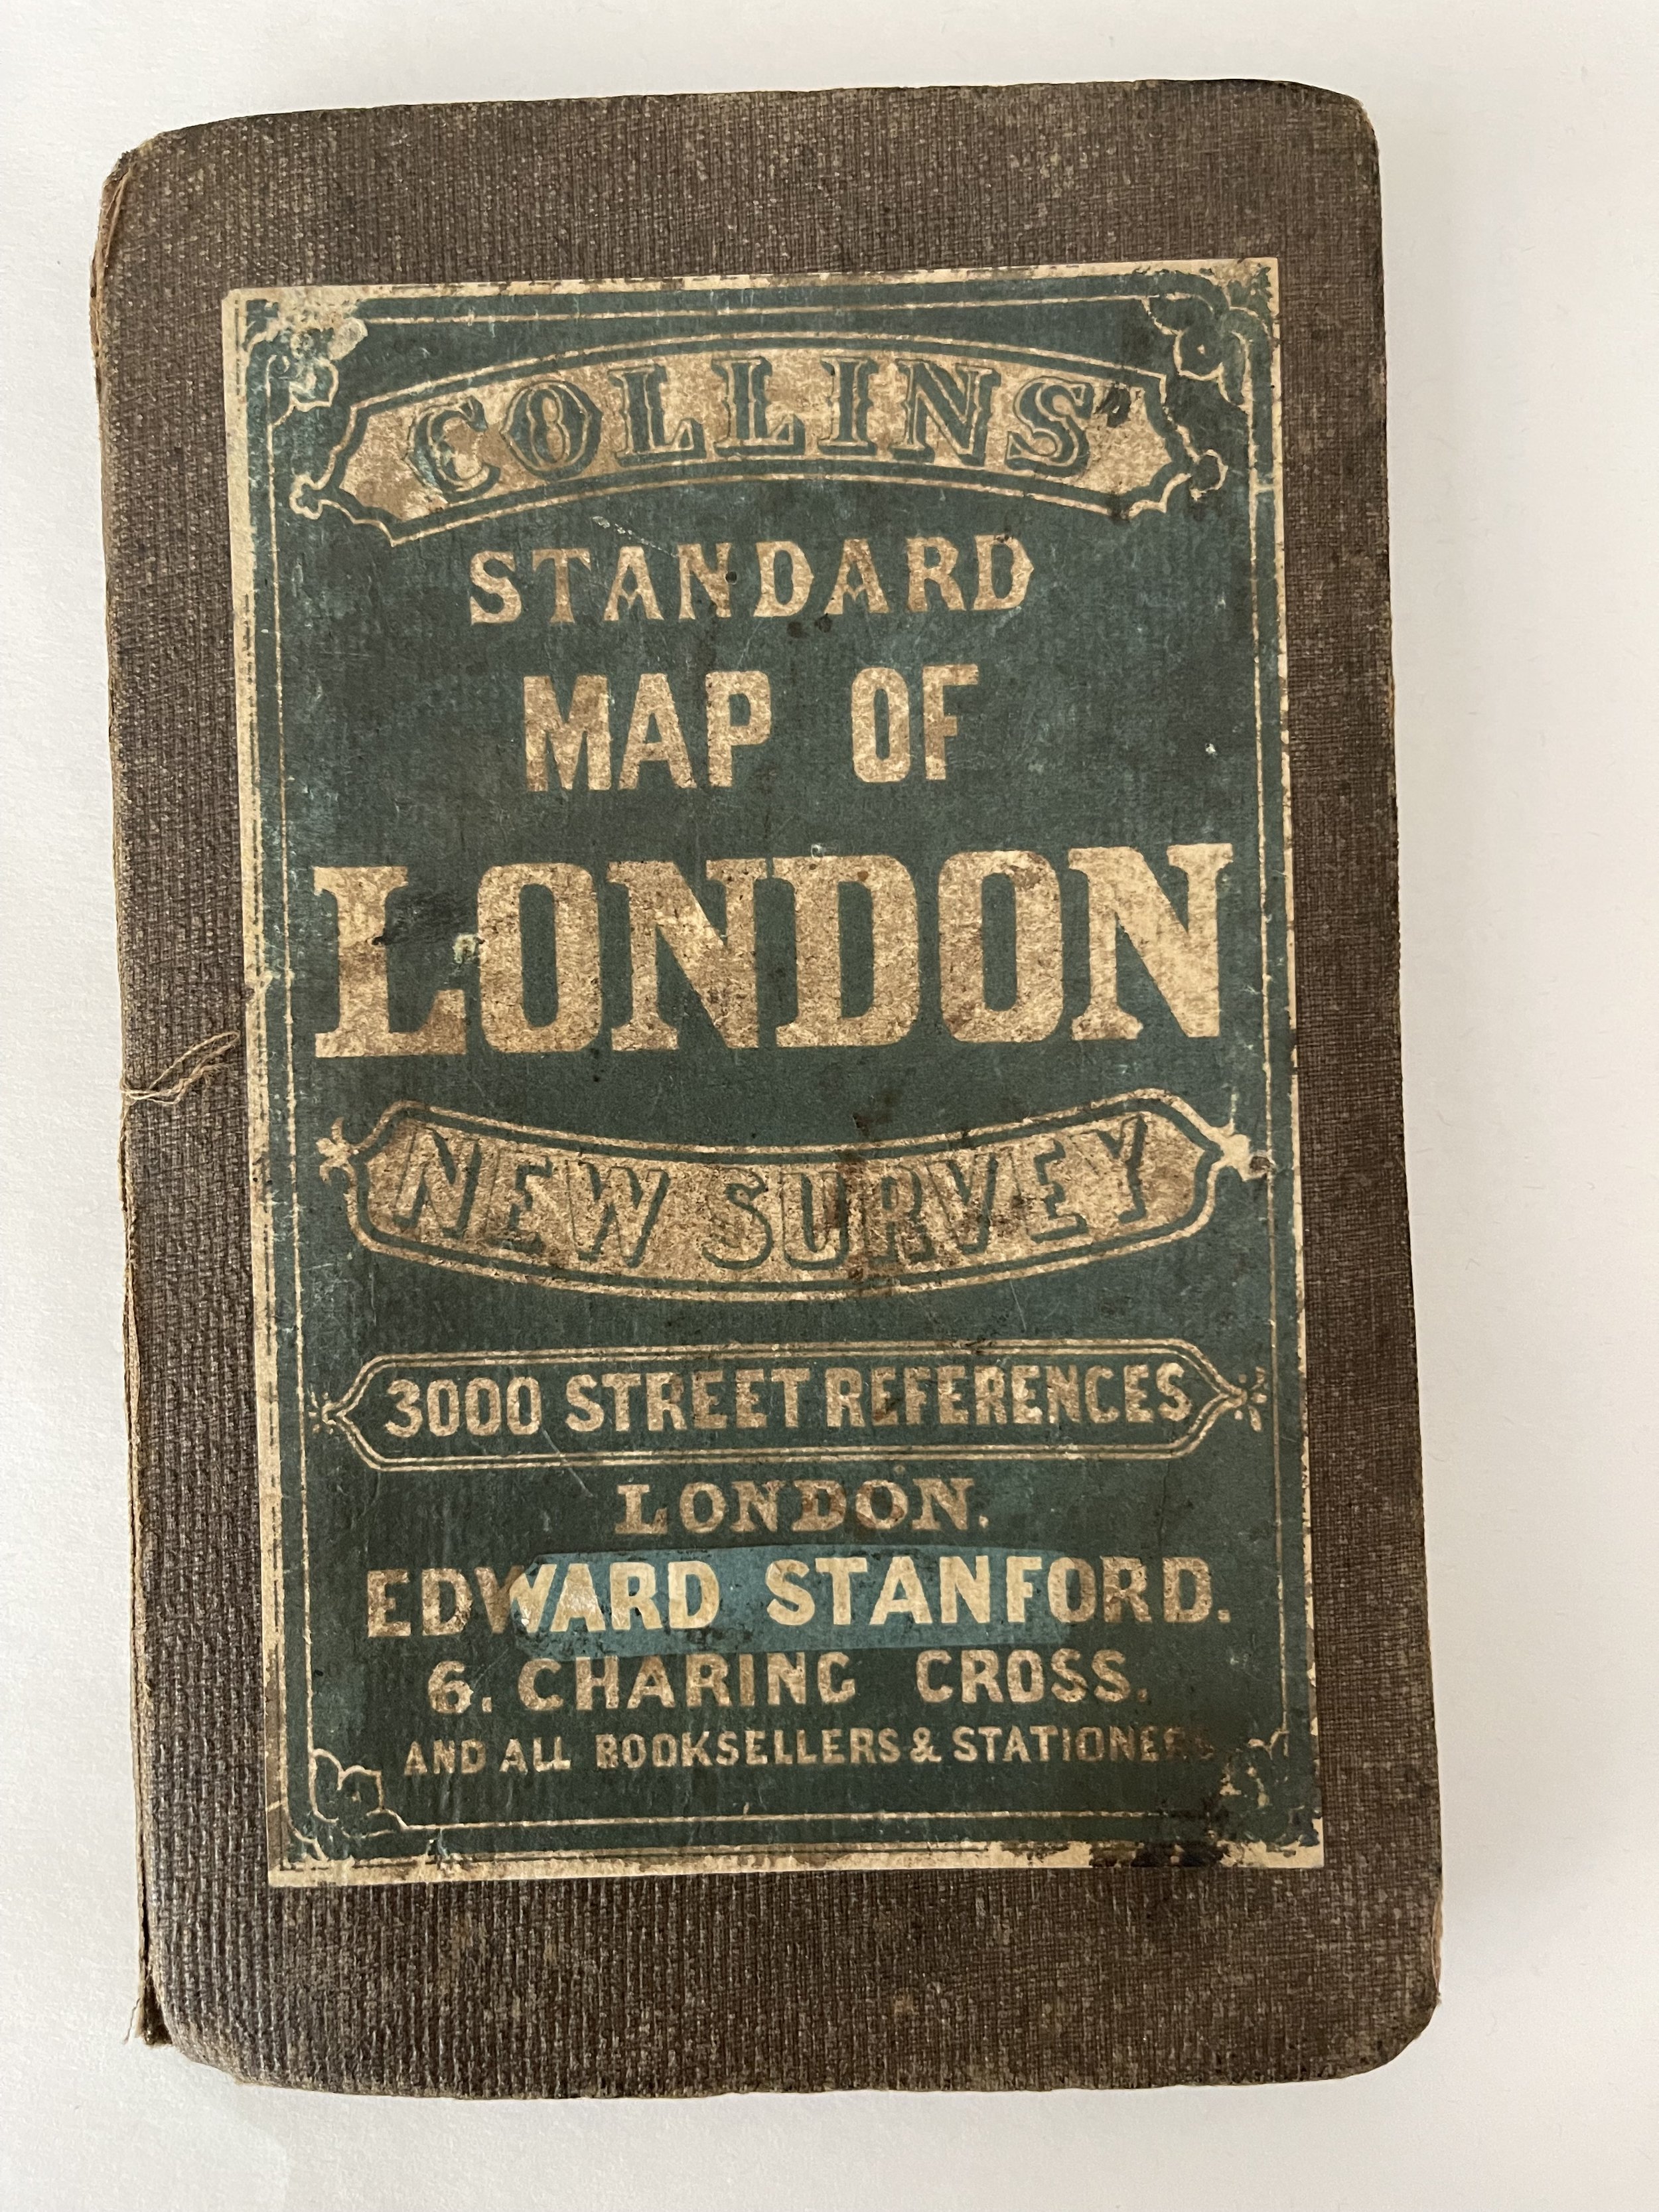 COLLINS'
STANDARD
MAP OF
LONDON
NEW SURVEY
3000 STREET REFERENCES
LONDON.
EDWARD STANFORD.
6. CHARING CROSS.
AND ALL BOOKSELLERS & STATIONERS